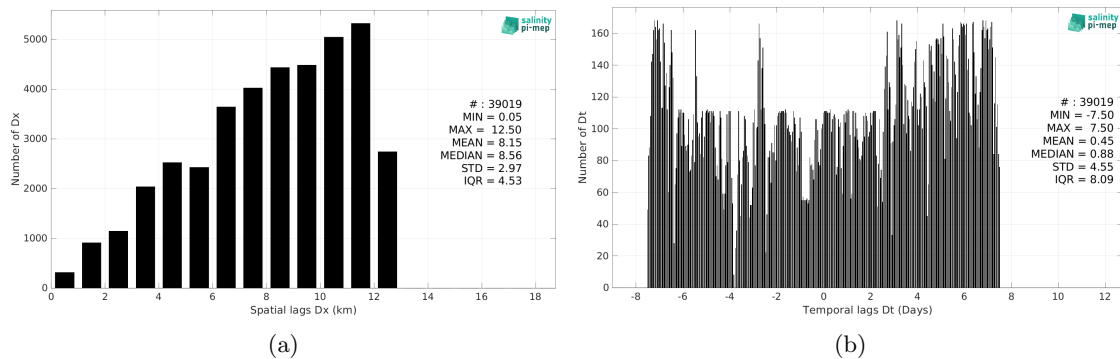 salinity
pi-mep
5000
4000
3000
2000
1000
0
Number of Dx
# : 39019
MIN = 0.05
MAX = 12.50
MEAN = 8.15
MEDIAN = 8.56
STD = 2.97
IQR = 4.53
0 2 4 6 8 10 12 14 16 18
Spatial lags Dx (km)
(a)
salinity
pi-mep
160
140
120
100
80
60
40
20
0
Number of Dt
# : 39019
MIN = -7.50
MAX = 7.50
MEAN = 0.45
MEDIAN = 0.88
STD = 4.55
IQR = 8.09
-8 -6 -4 -2 0 2 4 6 8 10 12
Temporal lags Dt (Days)
(b)